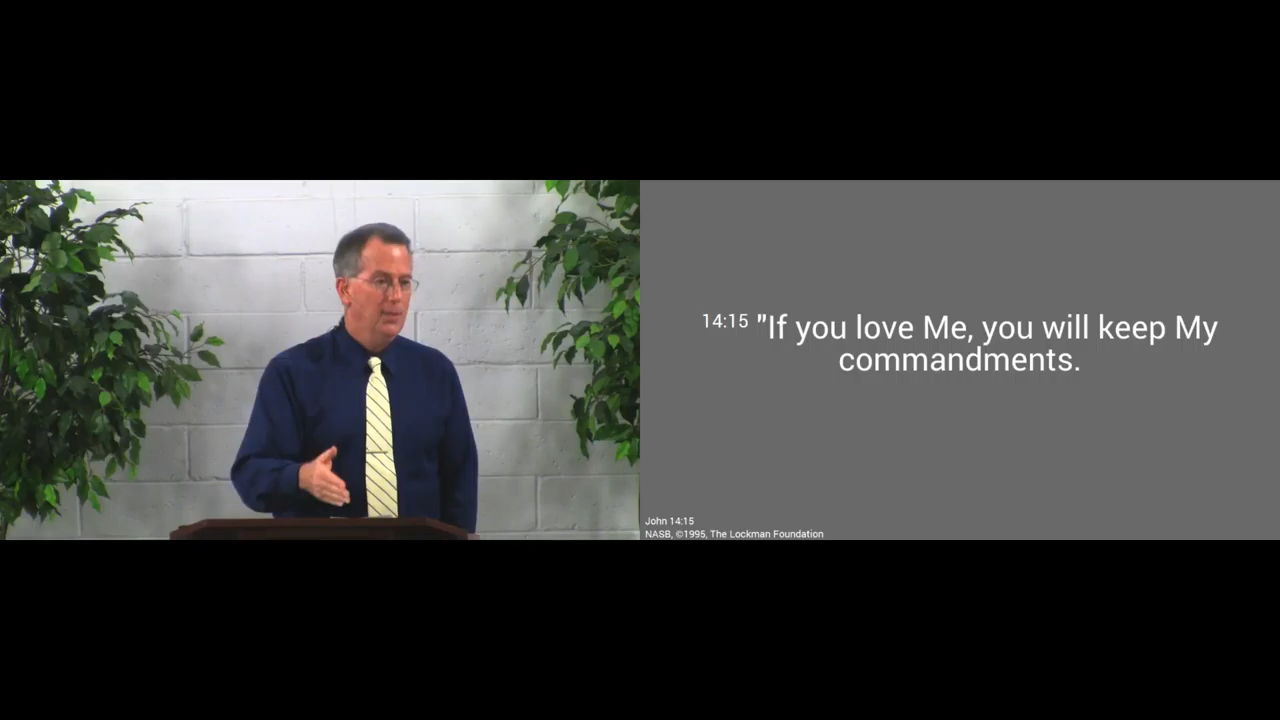 14:15 "If you love Me, you will keep My
commandments.
John 14:15
NASB, ©1995, The Lockman Foundation